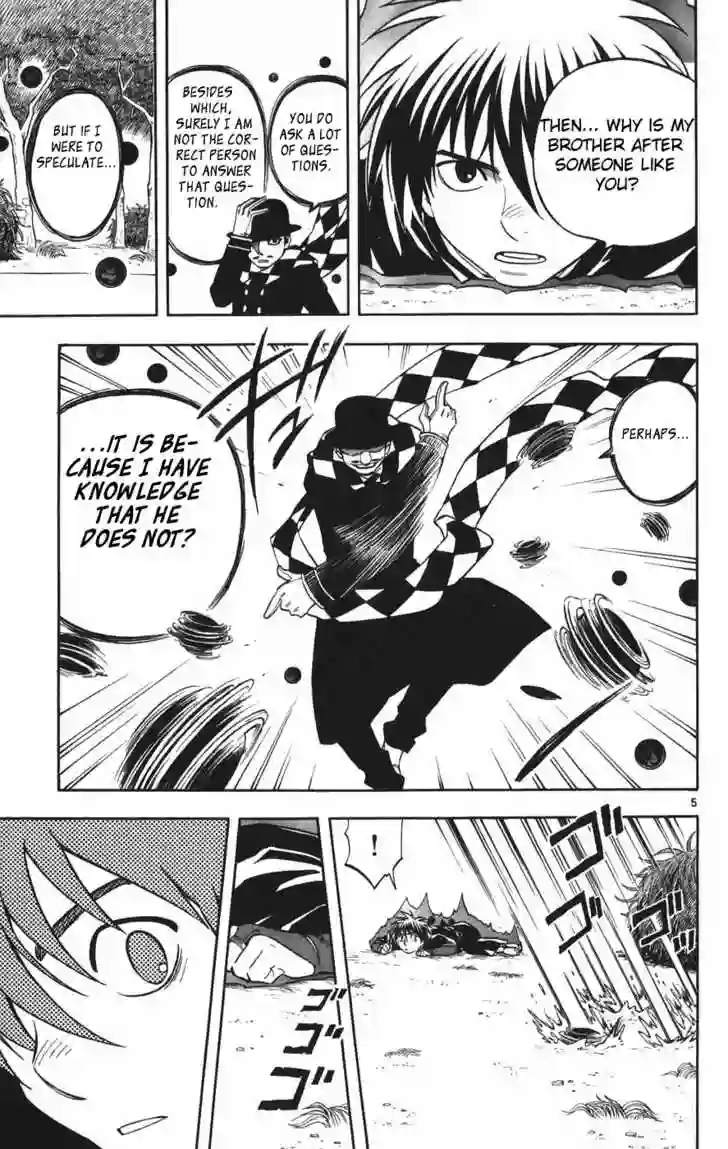 THEN... WHY IS MY
BROTHER AFTER
SOMEONE LIKE
YOU?
YOU DO
ASK A LOT
OF QUES-
TIONS.
BESIDES
WHICH,
SURELY I AM
NOT THE COR-
RECT PERSON
TO ANSWER
THAT QUES-
TION.
BUT IF I
WERE TO
SPECULATE...
PERHAPS...
...IT IS BE-
CAUSE I HAVE
KNOWLEDGE
THAT HE
DOES NOT?
5
ゴゴ
ゴゴ
!
ゴゴゴ